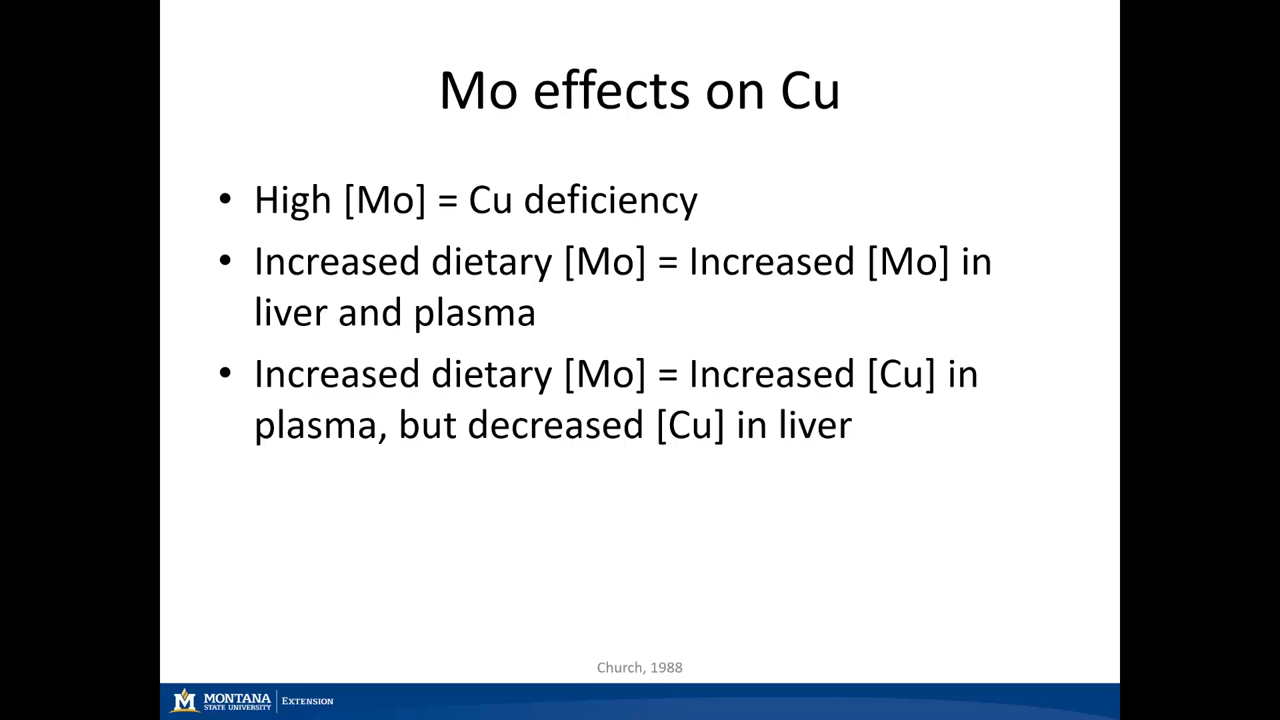 Mo effects on Cu
• High [Mo] = Cu deficiency
• Increased dietary [Mo] = Increased [Mo] in
liver and plasma
• Increased dietary [Mo] = Increased [Cu] in
plasma, but decreased [Cu] in liver
Church, 1988
M MONTANA
STATE UNIVERSITY
EXTENSION